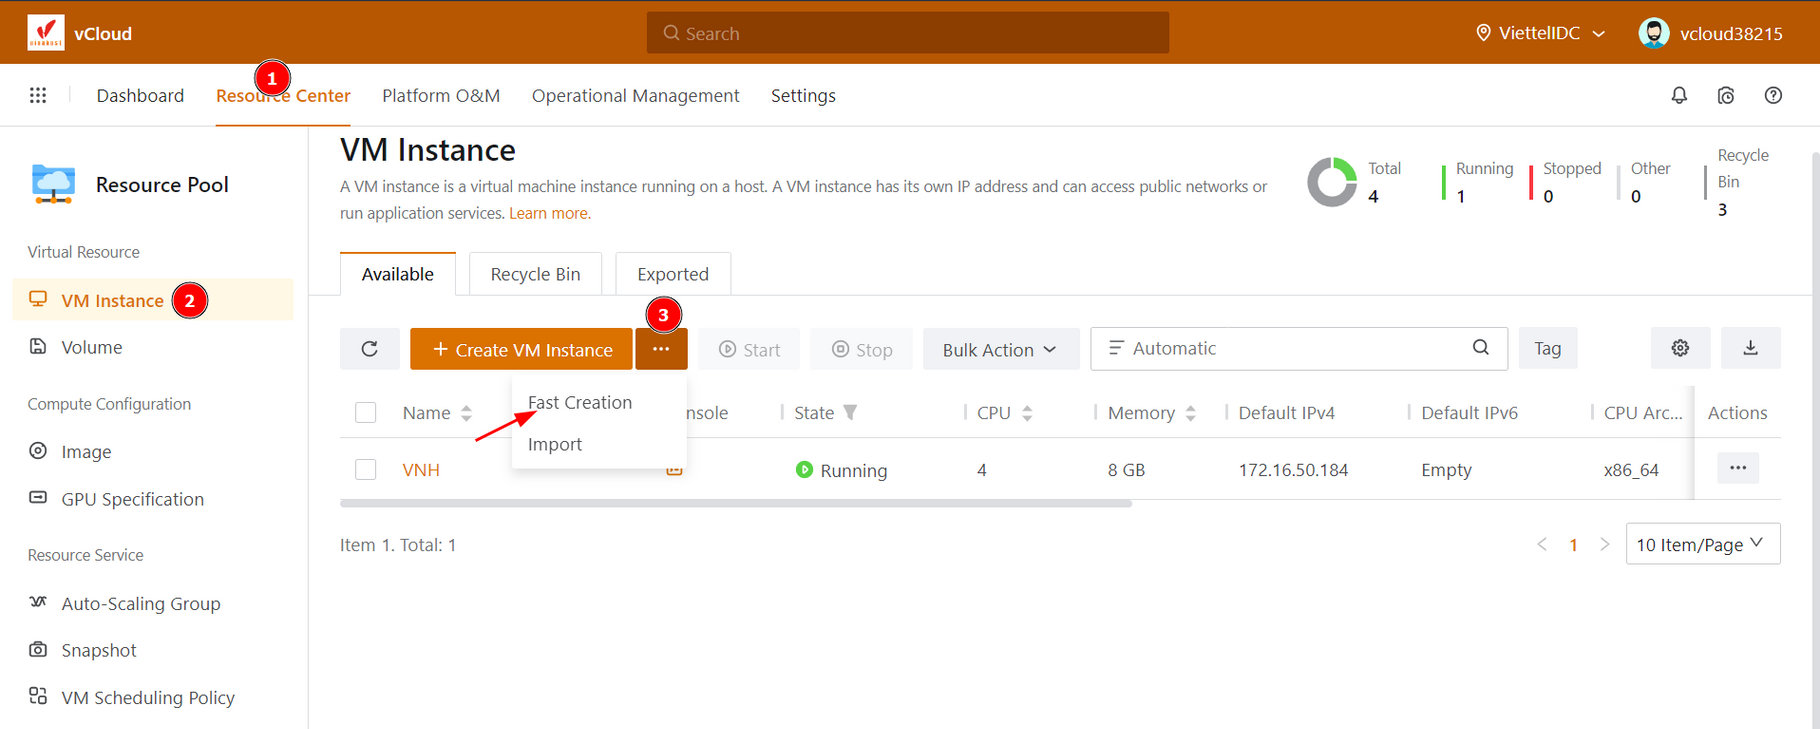 vCloud
Search
ViettelIDC
vcloud38215
1
Dashboard
Resource Center
Platform O&M
Operational Management
Settings
Resource Pool
Virtual Resource
VM Instance
2
Volume
Compute Configuration
Image
GPU Specification
Resource Service
Auto-Scaling Group
Snapshot
VM Scheduling Policy
VM Instance
A VM instance is a virtual machine instance running on a host. A VM instance has its own IP address and can access public networks or
run application services. Learn more.
Total
4
Running
1
Stopped
0
Other
0
Recycle
Bin
3
Available
Recycle Bin
Exported
3
+ Create VM Instance
...
Start
Stop
Bulk Action
Automatic
Tag
Fast Creation
Import
Name
nsole
State
CPU
Memory
Default IPv4
Default IPv6
CPU Arc...
Actions
VNH
Running
4
8 GB
172.16.50.184
Empty
x86_64
...
Item 1. Total: 1
< 1 >
10 Item/Page